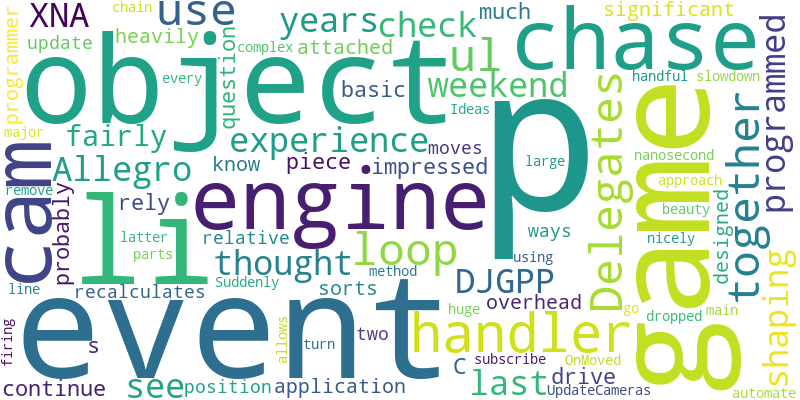 XNA
use
years
check
much
significant
programmer
update
heavily
attached
ul
chase
programmed
chain
complex
question
object
every
basic
weekend
Ideas
handful
slowdown
major
fairly
experience
p
large
Delegates
game
together
nanosecond
cam
Allegro
know
piece
impressed
moves
approach
remove
li
engine
rely
probably
relative
loop
ways
beauty
designed
nicely
shaping
latter
parts
thought
sorts
method
using
DJGPP
line
recalculates
Suddenly
event
huge
overhead
go
dropped
main
firing
s
allows
turn
two
handler
C
subscribe
OnMoved
drive
continue
see
position
application
last
UpdateCameras
automate